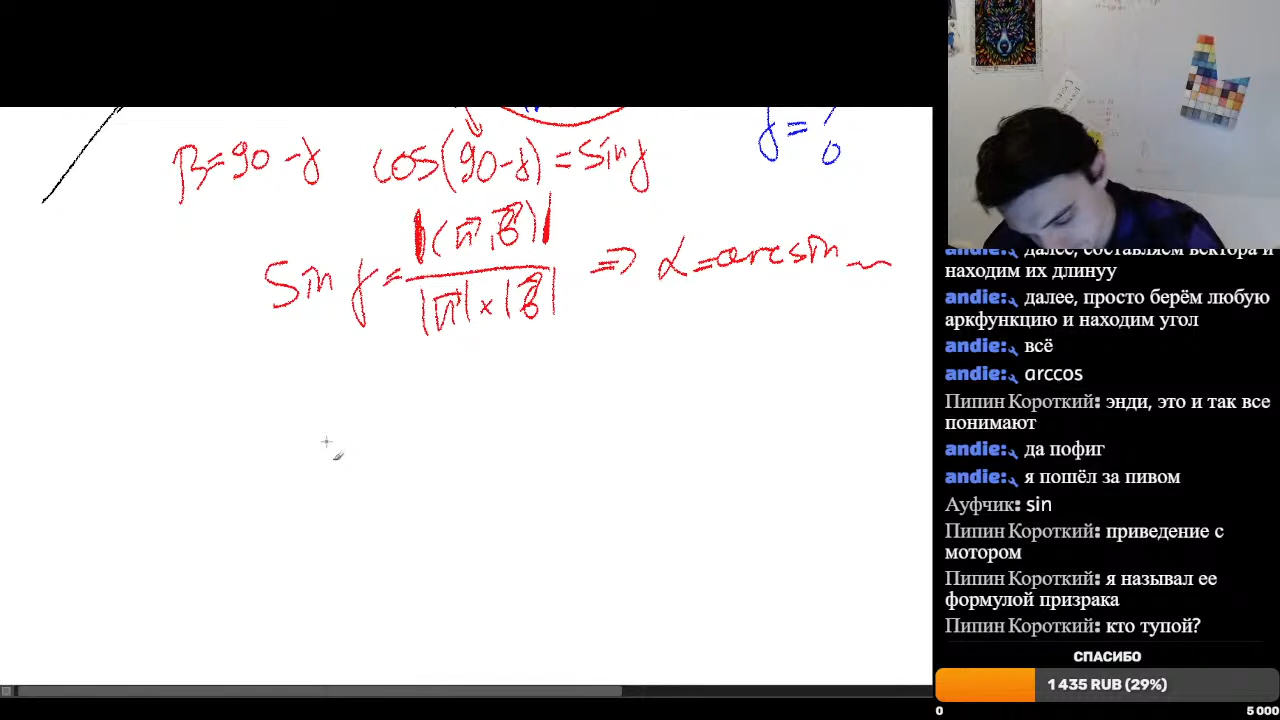 γ = ?
0
β=90-γ cos(90-γ)=sinγ
sin γ = |(n⃗, b⃗)| / |n⃗| × |b⃗| => α=arcsin ~
далее, составляем вектора и
находим их длинуу
andie: далее, просто берём любую
аркфункцию и находим угол
andie: всё
andie: arccos
Пипин Короткий: энди, это и так все
понимают
andie: да пофиг
andie: я пошёл за пивом
Ауфчик: sin
Пипин Короткий: приведение с
мотором
Пипин Короткий: я называл ее
формулой призрака
Пипин Короткий: кто тупой?
СПАСИБО
1 435 RUB (29%)
0 5 000